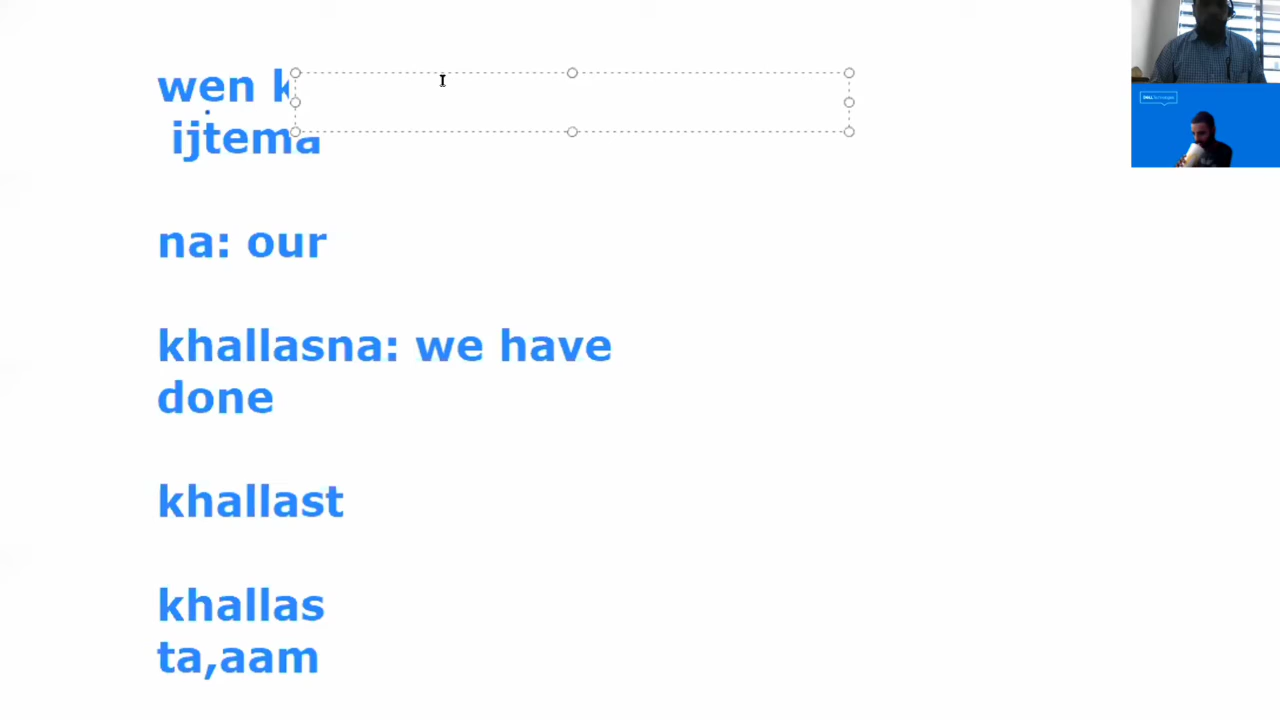 wen k
ijtema
na: our
khallasna: we have
done
khallast
khallas
ta,aam